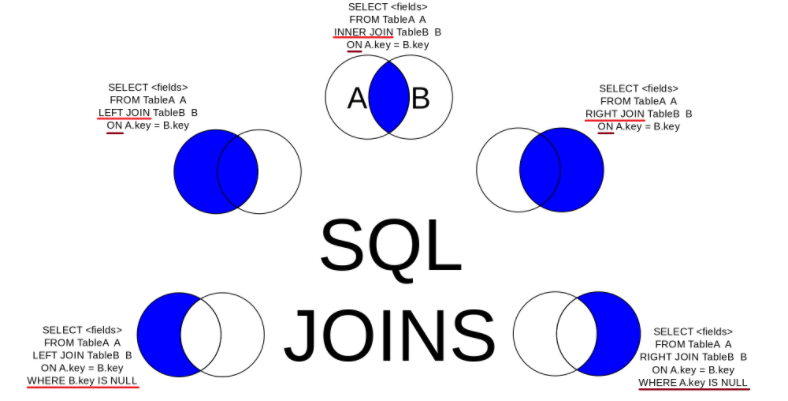 SELECT <fields>
FROM TableA A
INNER JOIN TableB B
ON A.key = B.key
A B
SELECT <fields>
FROM TableA A
LEFT JOIN TableB B
ON A.key = B.key
SELECT <fields>
FROM TableA A
RIGHT JOIN TableB B
ON A.key = B.key
SQL
JOINS
SELECT <fields>
FROM TableA A
LEFT JOIN TableB B
ON A.key = B.key
WHERE B.key IS NULL
SELECT <fields>
FROM TableA A
RIGHT JOIN TableB B
ON A.key = B.key
WHERE A.key IS NULL